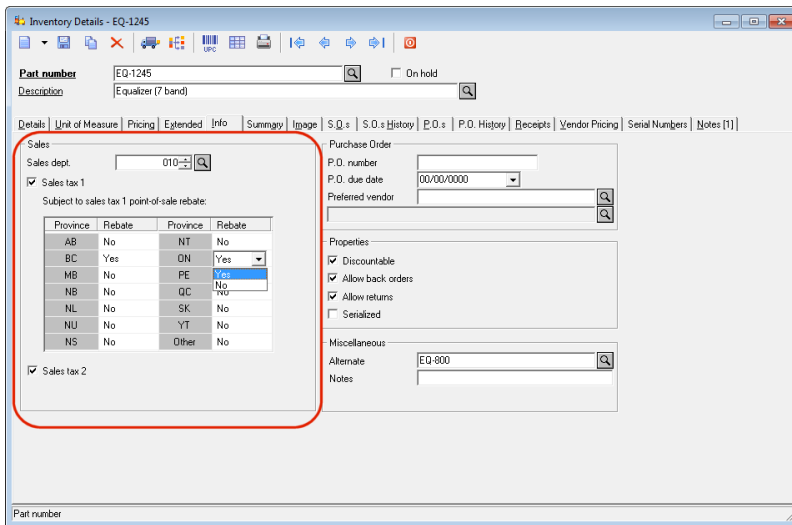 Inventory Details - EQ-1245
UPC
Part number EQ-1245 On hold
Description Equalizer (7 band)
Details Unit of Measure Pricing Extended Info Summary Image S.O.s S.O.s History P.O.s P.O. History Receipts Vendor Pricing Serial Numbers Notes [1]
Sales
Sales dept. 010
Sales tax 1
Subject to sales tax 1 point-of-sale rebate:
Province Rebate Province Rebate
AB No NT No
BC Yes ON Yes
MB No PE Yes
NB No QC No
No
NL No SK No
NU No YT No
NS No Other No
Sales tax 2
Purchase Order
P.O. number
P.O. due date 00/00/0000
Preferred vendor
Properties
Discountable
Allow back orders
Allow returns
Serialized
Miscellaneous
Alternate EQ-800
Notes
Part number